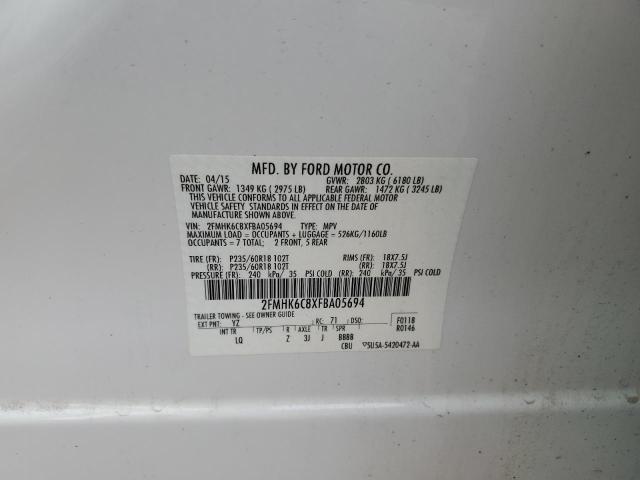 MFD. BY FORD MOTOR CO.
DATE: 04/15 GVWR: 2803 KG ( 6180 LB)
FRONT GAWR: 1349 KG ( 2975 LB) REAR GAWR: 1472 KG ( 3245 LB)
THIS VEHICLE CONFORMS TO ALL APPLICABLE FEDERAL MOTOR
VEHICLE SAFETY STANDARDS IN EFFECT ON THE DATE OF
MANUFACTURE SHOWN ABOVE.
VIN: 2FMHK6C8XFBA05694 TYPE: MPV
MAXIMUM LOAD = OCCUPANTS + LUGGAGE = 526KG/1160LB
OCCUPANTS = 7 TOTAL; 2 FRONT, 5 REAR
TIRE (FR): P235/60R18 102T RIMS (FR): 18X7.5J
(RR): P235/60R18 102T (RR): 18X7.5J
PRESSURE (FR): 240 kPa/ 35 PSI COLD (RR): 240 kPa/ 35 PSI COLD
2FMHK6C8XFBA05694
TRAILER TOWING - SEE OWNER GUIDE
EXT PNT: YZ RC: 71 DSO: F0118
R0146
INT TR TP/PS R AXLE TR SPR
LQ Z 3J J BBBB
CBU 5U5A-5420472-AA